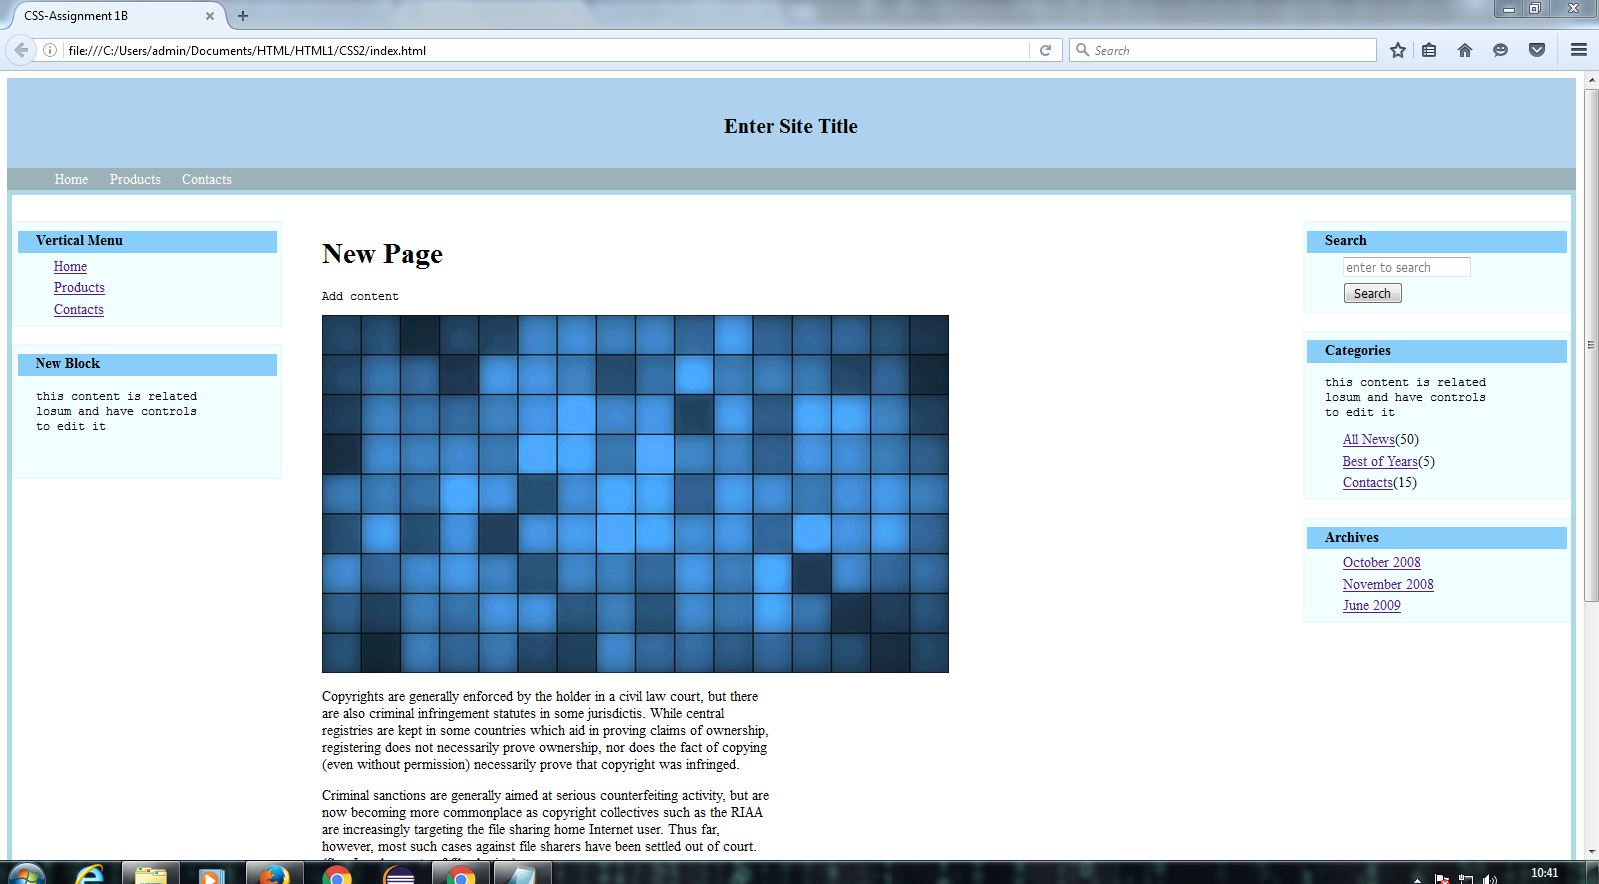 CSS-Assignment 1B
file:///C:/Users/admin/Documents/HTML/HTML1/CSS2/index.html
Search
Enter Site Title
Home Products Contacts
Vertical Menu
Home
Products
Contacts
New Block
this content is related
losum and have controls
to edit it
New Page
Add content
Copyrights are generally enforced by the holder in a civil law court, but there
are also criminal infringement statutes in some jurisdictis. While central
registries are kept in some countries which aid in proving claims of ownership,
registering does not necessarily prove ownership, nor does the fact of copying
(even without permission) necessarily prove that copyright was infringed.
Criminal sanctions are generally aimed at serious counterfeiting activity, but are
now becoming more commonplace as copyright collectives such as the RIAA
are increasingly targeting the file sharing home Internet user. Thus far,
however, most such cases against file sharers have been settled out of court.
Search
enter to search
Search
Categories
this content is related
losum and have controls
to edit it
All News(50)
Best of Years(5)
Contacts(15)
Archives
October 2008
November 2008
June 2009
10:41